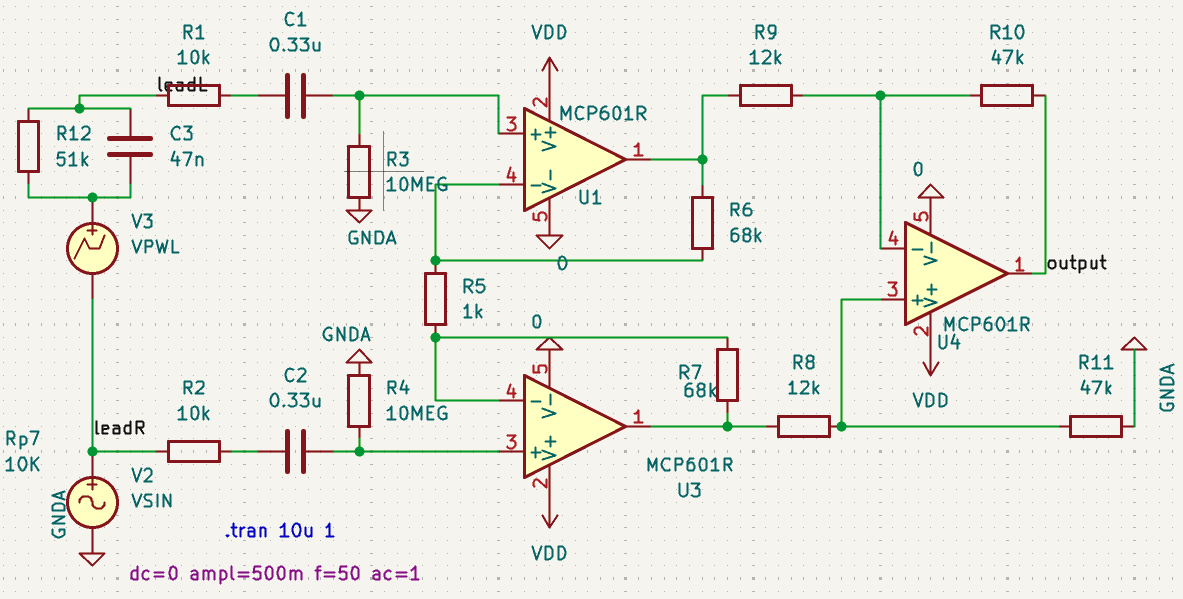 R1
10k
C1
0.33u
VDD
R9
12k
R10
47k
leadL
2
MCP601R
3
+
V+
R12
51k
C3
47n
R3
10MEG
1
4
−
V−
5
U1
GNDA
0
R6
68k
0
5
4
−
V−
1
output
3
+
V+
2
MCP601R
U4
VDD
V3
VPWL
R5
1k
GNDA
0
R2
10k
C2
0.33u
R4
10MEG
5
4
−
V−
3
+
V+
2
1
R7
68k
R8
12k
R11
47k
GNDA
MCP601R
U3
VDD
leadR
Rp7
10K
V2
VSIN
GNDA
.tran 10u 1
dc=0 ampl=500m f=50 ac=1